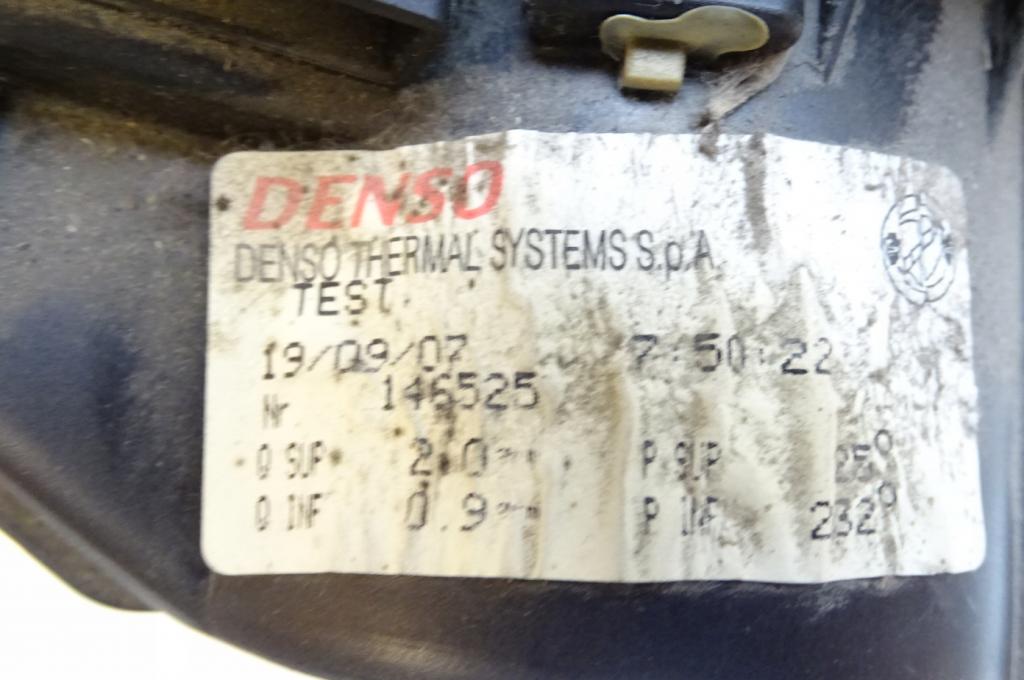 DENSO
DENSO THERMAL SYSTEMS S.p.A.
TEST
19/09/07 7:50:22
Nr 146525
Q SUP 2.0 P SUP 25°
Q INF 0.9 P INF 232°